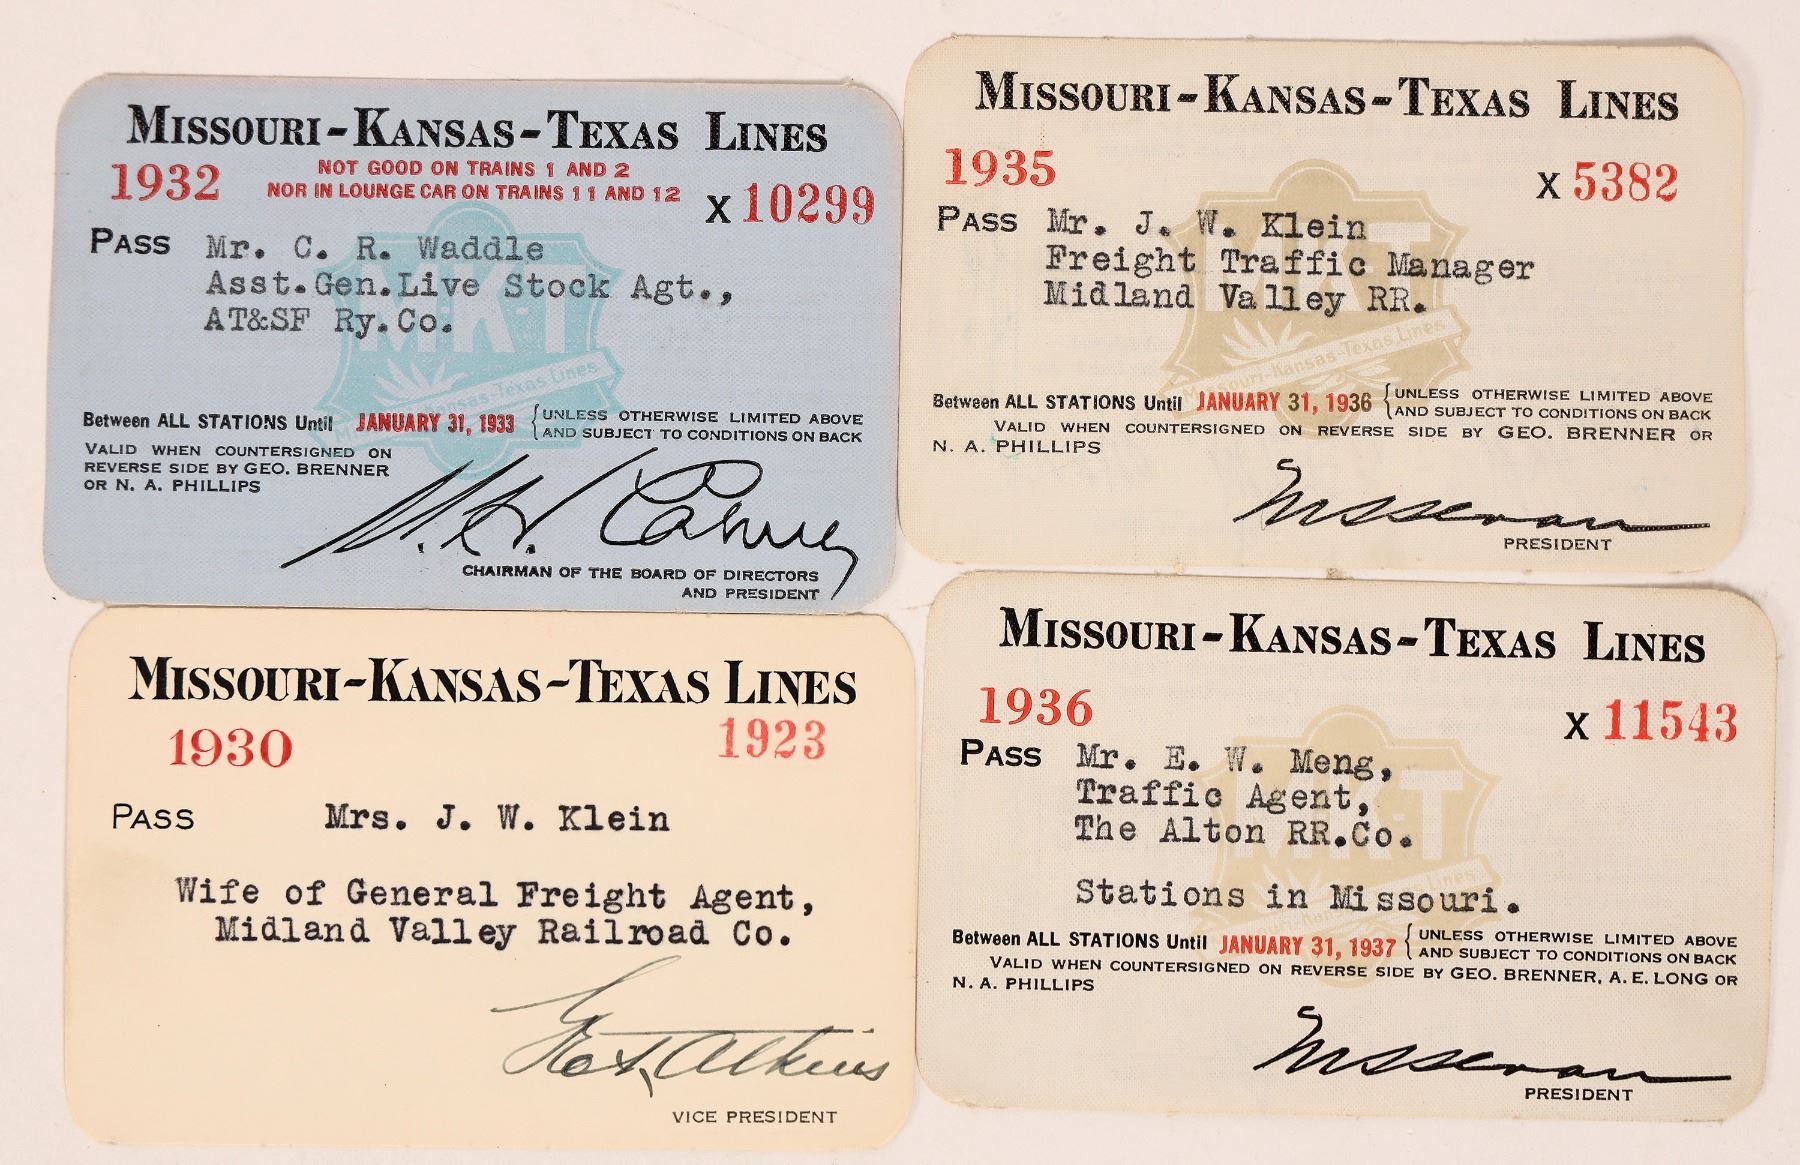 MISSOURI-KANSAS-TEXAS LINES
1932
NOT GOOD ON TRAINS 1 AND 2
NOR IN LOUNGE CAR ON TRAINS 11 AND 12
X 10299
PASS Mr. C. R. Waddle
Asst.Gen.Live Stock Agt.,
AT&SF Ry.Co.
M-K-T
Between ALL STATIONS Until JANUARY 31, 1933 {UNLESS OTHERWISE LIMITED ABOVE
AND SUBJECT TO CONDITIONS ON BACK
VALID WHEN COUNTERSIGNED ON
REVERSE SIDE BY GEO. BRENNER
OR N. A. PHILLIPS
CHAIRMAN OF THE BOARD OF DIRECTORS
AND PRESIDENT
MISSOURI-KANSAS-TEXAS LINES
1935
X 5382
PASS Mr. J. W. Klein
Freight Traffic Manager
Midland Valley RR.
M-K-T
Missouri-Kansas-Texas Lines
Between ALL STATIONS Until JANUARY 31, 1936 {UNLESS OTHERWISE LIMITED ABOVE
AND SUBJECT TO CONDITIONS ON BACK
VALID WHEN COUNTERSIGNED ON REVERSE SIDE BY GEO. BRENNER OR
N. A. PHILLIPS
PRESIDENT
MISSOURI-KANSAS-TEXAS LINES
1930 1923
PASS Mrs. J. W. Klein
Wife of General Freight Agent,
Midland Valley Railroad Co.
VICE PRESIDENT
MISSOURI-KANSAS-TEXAS LINES
1936
X 11543
PASS Mr. E. W. Meng,
Traffic Agent,
The Alton RR.Co.
M-K-T
Stations in Missouri.
Between ALL STATIONS Until JANUARY 31, 1937 {UNLESS OTHERWISE LIMITED ABOVE
AND SUBJECT TO CONDITIONS ON BACK
VALID WHEN COUNTERSIGNED ON REVERSE SIDE BY GEO. BRENNER, A. E. LONG OR
N. A. PHILLIPS
PRESIDENT